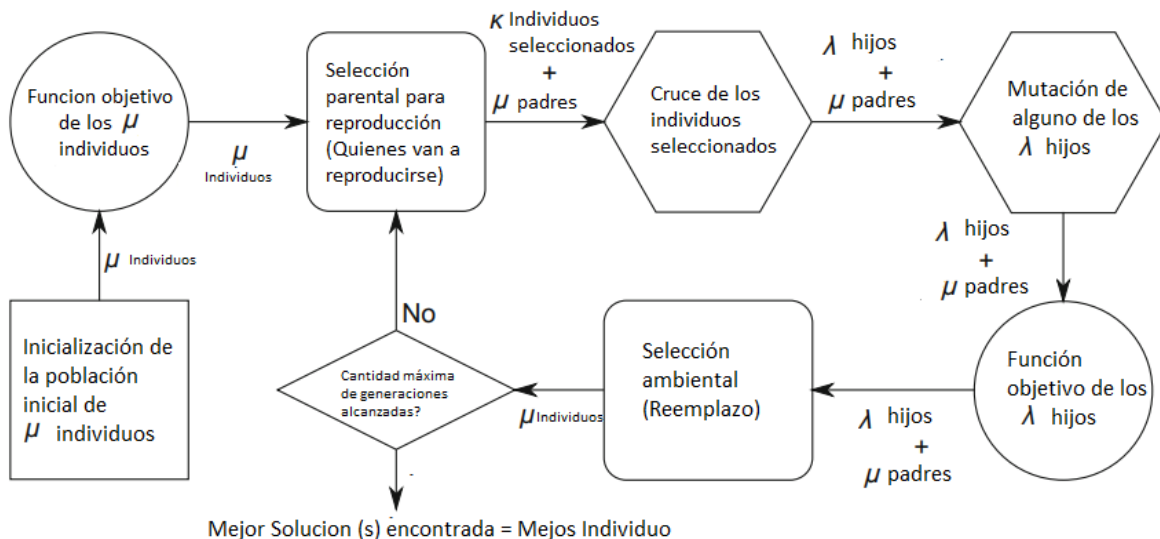 Funcion objetivo
de los μ
individuos
μ
Individuos
μ Individuos
Inicialización de
la población
inicial de
μ individuos
Selección
parental para
reproducción
(Quienes van a
reproducirse)
κ Individuos
seleccionados
+
μ padres
Cruce de los
individuos
seleccionados
λ hijos
+
μ padres
Mutación de
alguno de los
λ hijos
λ hijos
+
μ padres
Función
objetivo de los
λ hijos
λ hijos
+
μ padres
Selección
ambiental
(Reemplazo)
μ Individuos
Cantidad máxima
de generaciones
alcanzadas?
No
Mejor Solucion (s) encontrada = Mejos Individuo